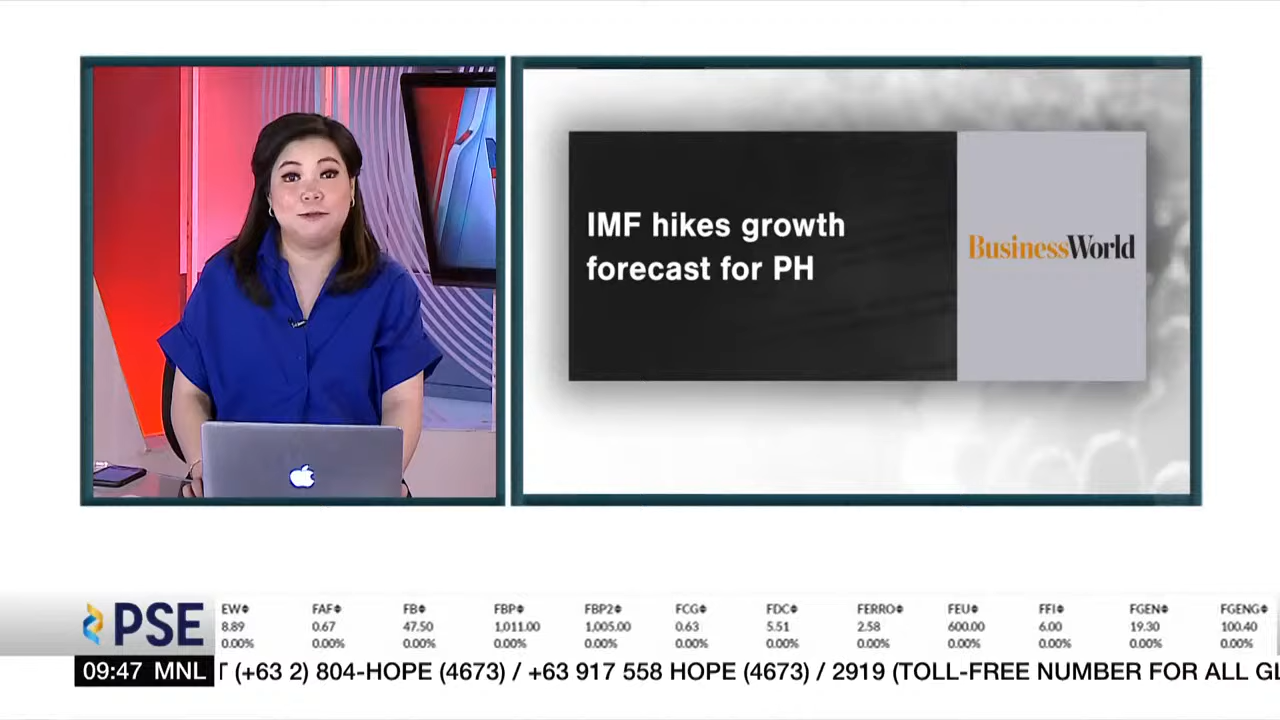 IMF hikes growth
forecast for PH
BusinessWorld
PSE
EW FAF FB FBP FBP2 FCG FDC FERRO FEU FFI FGEN FGENG
8.89 0.67 47.50 1,011.00 1,005.00 0.63 5.51 2.58 600.00 6.00 19.30 100.40
0.00% 0.00% 0.00% 0.00% 0.00% 0.00% 0.00% 0.00% 0.00% 0.00% 0.00% 0.00%
09:47 MNL T (+63 2) 804-HOPE (4673) / +63 917 558 HOPE (4673) / 2919 (TOLL-FREE NUMBER FOR ALL GL